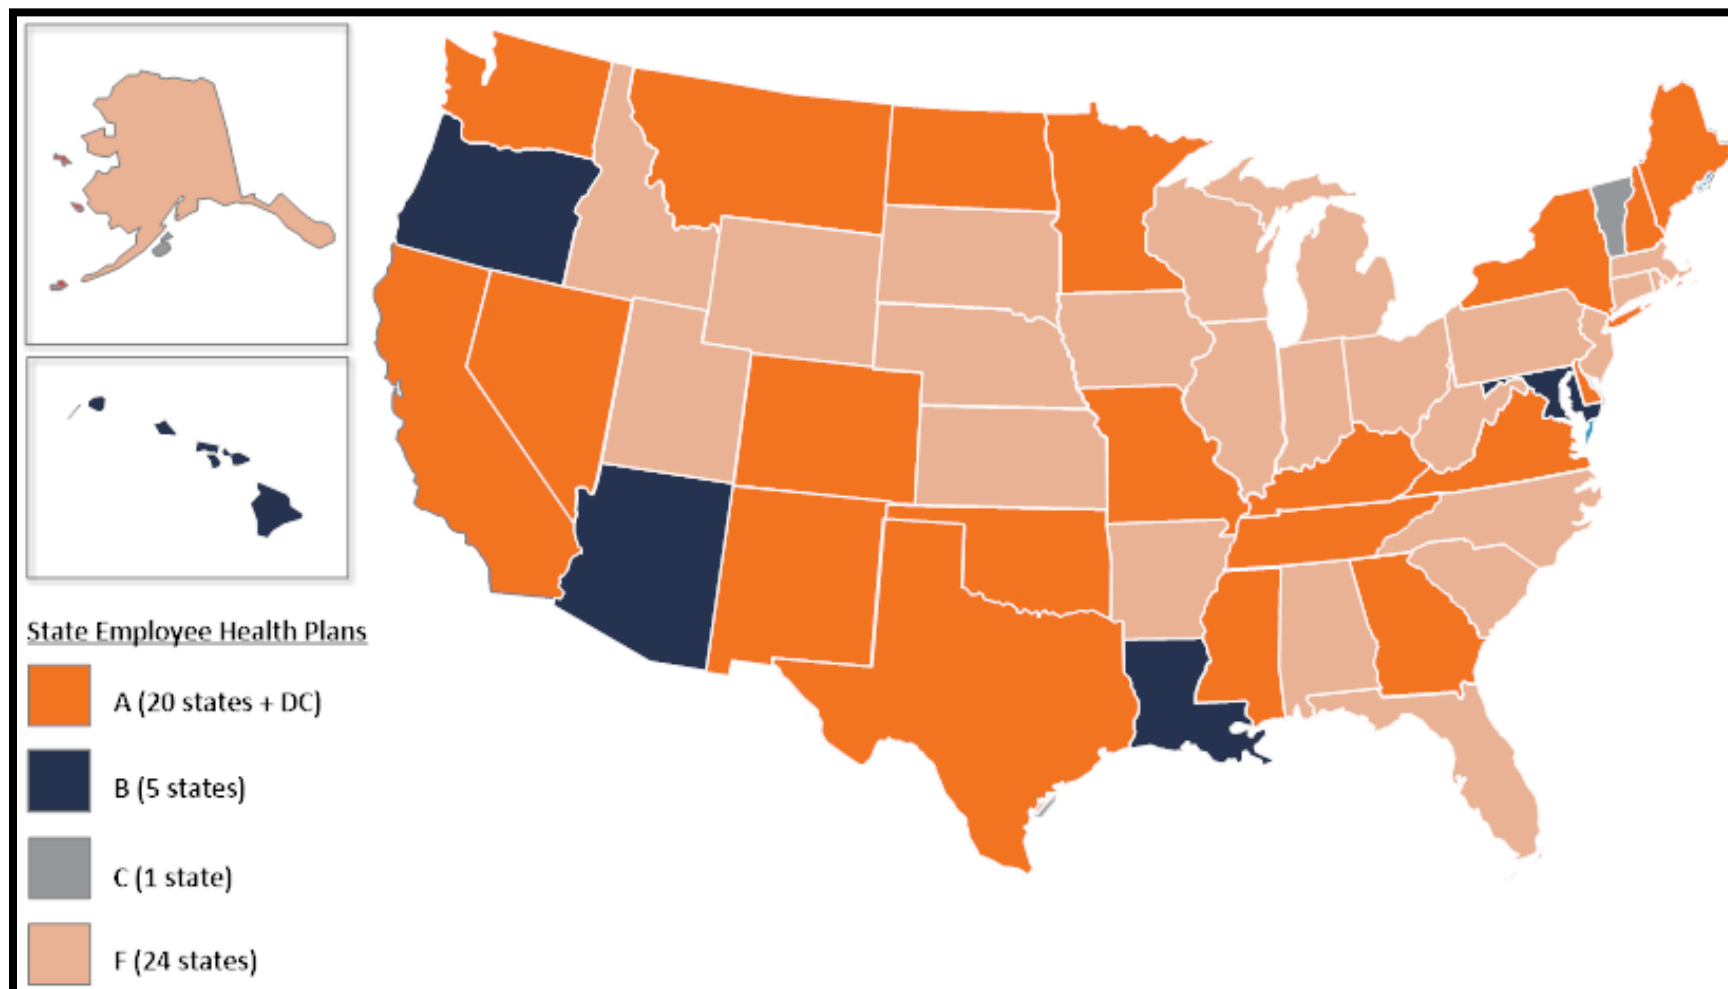 State Employee Health Plans
A (20 states + DC)
B (5 states)
C (1 state)
F (24 states)